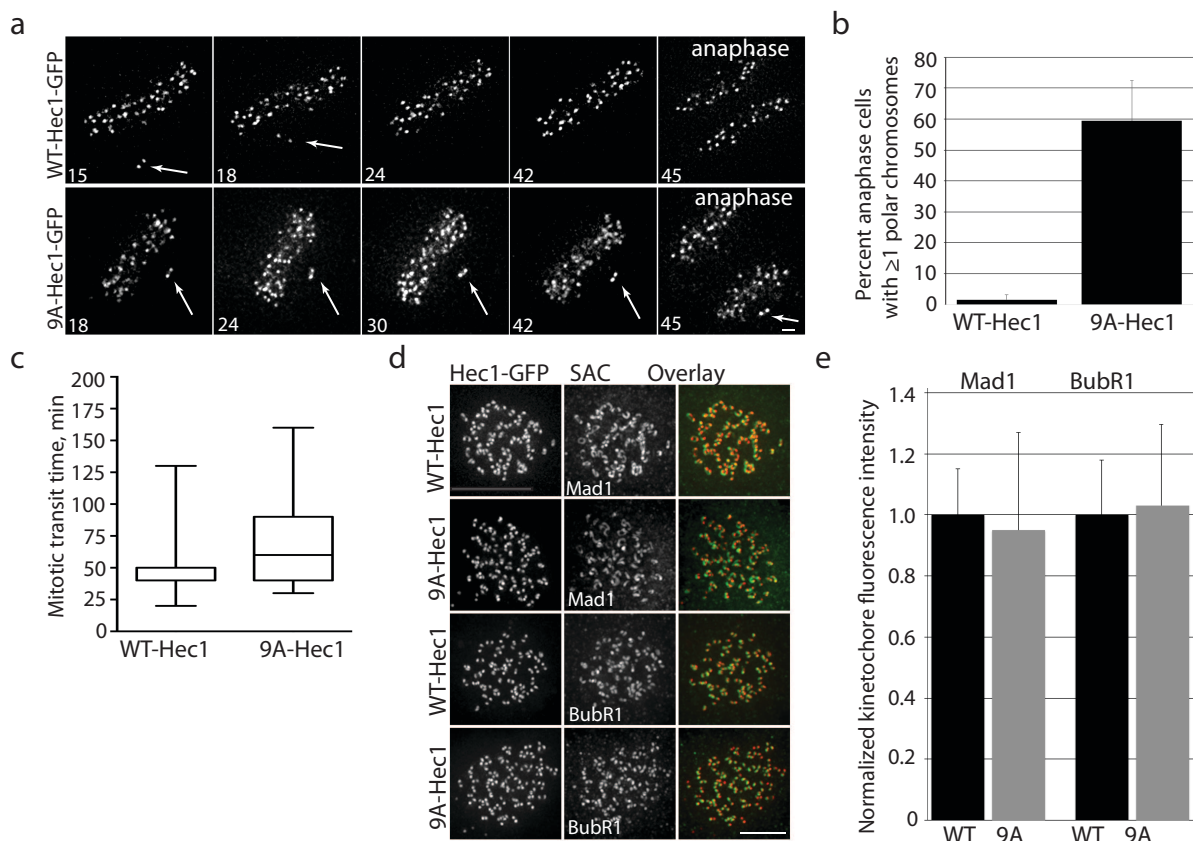 a
WT-Hec1-GFP
anaphase
15
18
24
42
45
9A-Hec1-GFP
anaphase
18
24
30
42
45
b
Percent anaphase cells
with ≥1 polar chromosomes
80
70
60
50
40
30
20
10
0
WT-Hec1
9A-Hec1
c
Mitotic transit time, min
200
175
150
125
100
75
50
25
0
WT-Hec1
9A-Hec1
d
Hec1-GFP SAC Overlay
WT-Hec1
Mad1
9A-Hec1
Mad1
WT-Hec1
BubR1
9A-Hec1
BubR1
e
Normalized kinetochore fluorescence intensity
Mad1 BubR1
1.4
1.2
1.0
0.8
0.6
0.4
0.2
0
WT 9A WT 9A